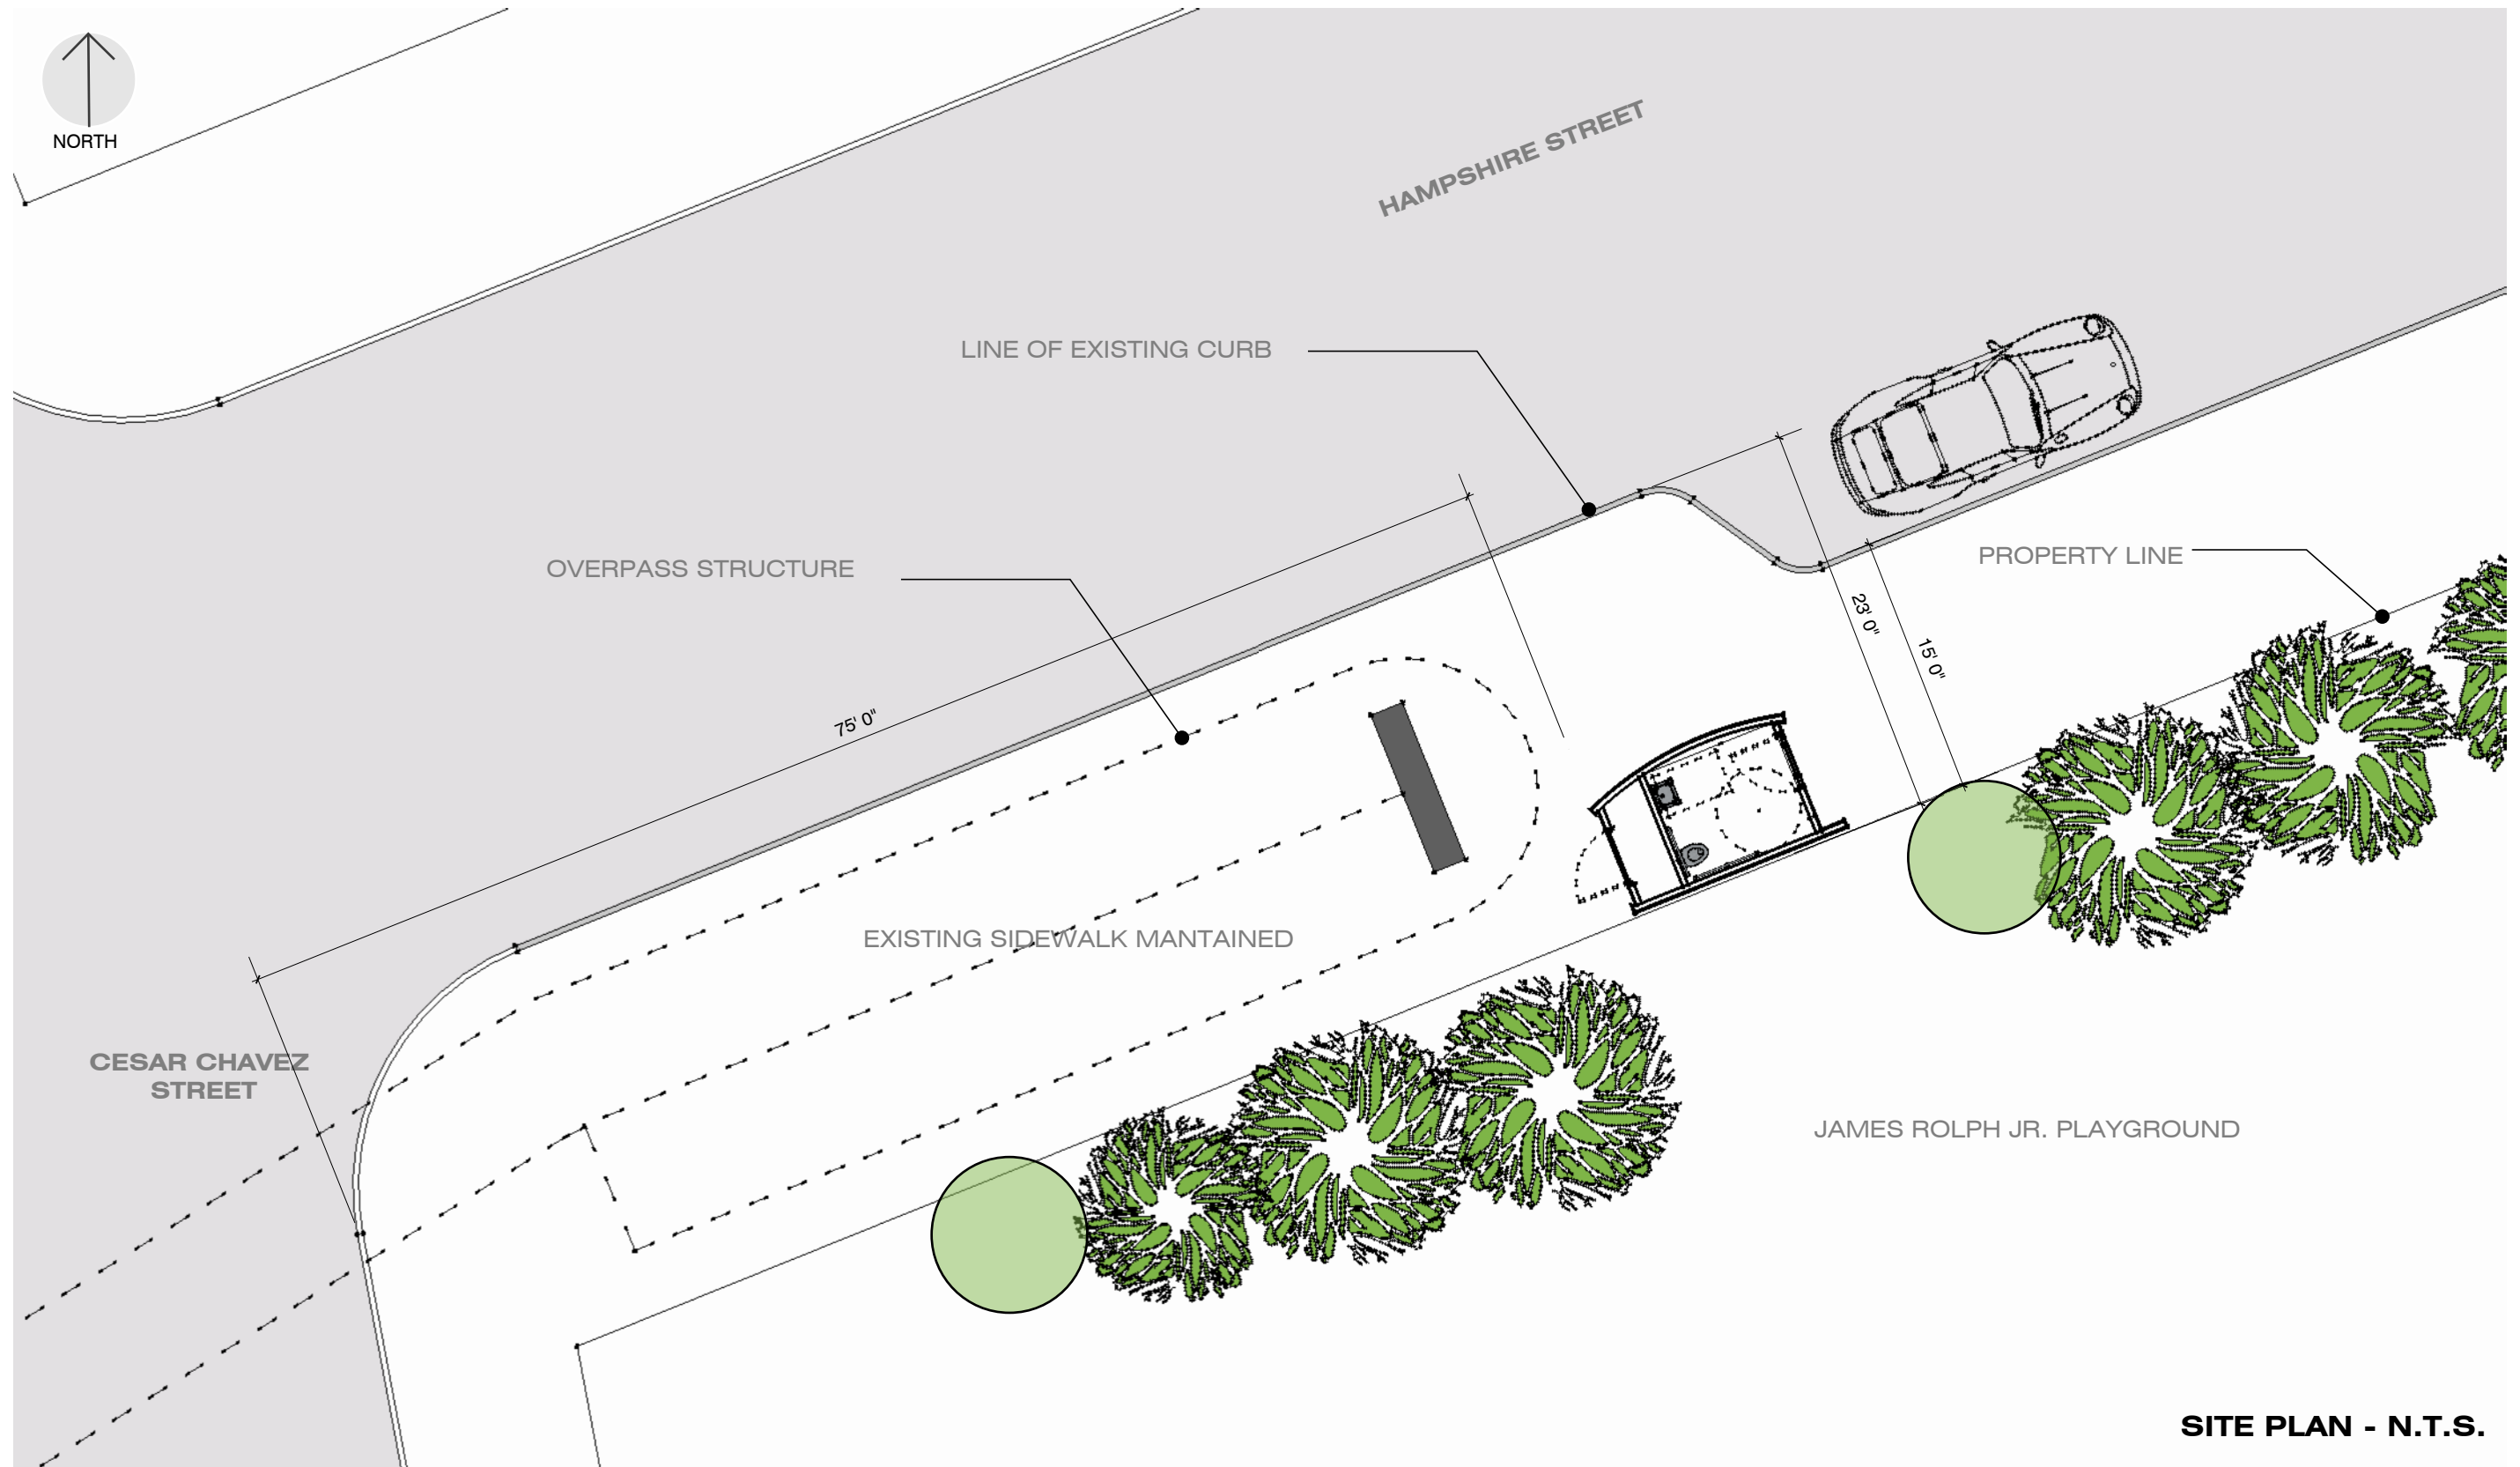 NORTH
HAMPSHIRE STREET
LINE OF EXISTING CURB
OVERPASS STRUCTURE
PROPERTY LINE
23' 0"
15' 0"
75' 0"
EXISTING SIDEWALK MANTAINED
CESAR CHAVEZ
STREET
JAMES ROLPH JR. PLAYGROUND
SITE PLAN - N.T.S.